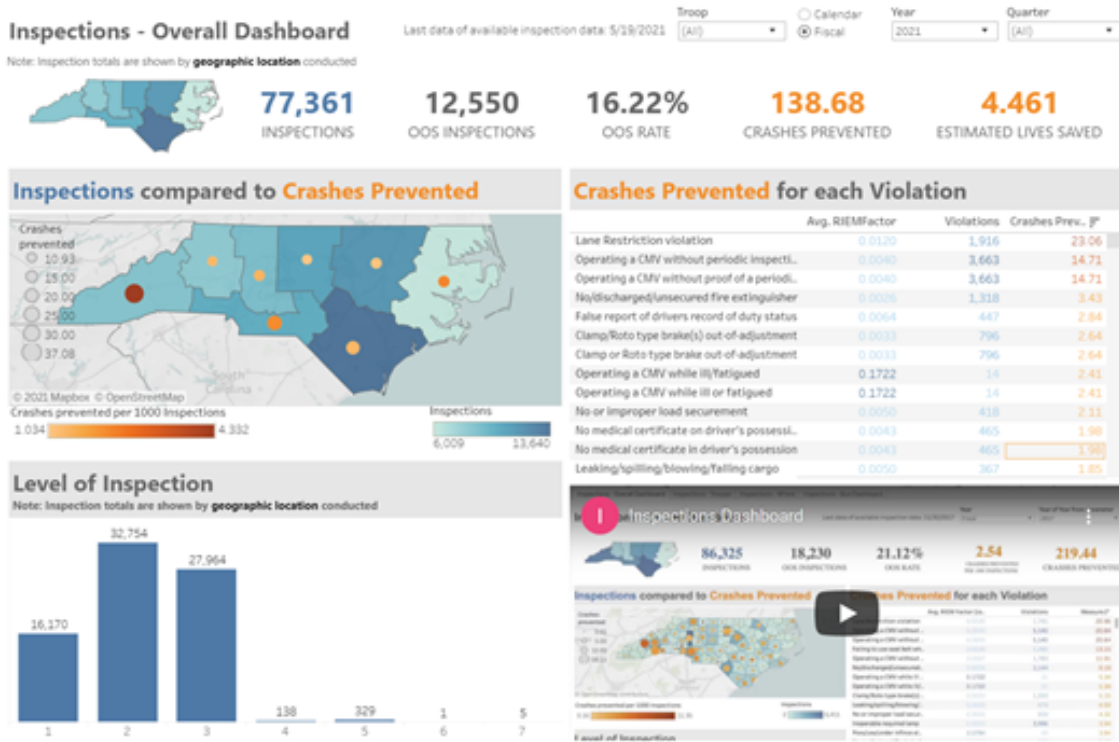 Inspections - Overall Dashboard
Last data of available inspection data: 5/19/2021
Troop
(All)
Calendar
Fiscal
Year
2021
Quarter
(All)
Note: Inspection totals are shown by geographic location conducted
77,361
INSPECTIONS
12,550
OOS INSPECTIONS
16.22%
OOS RATE
138.68
CRASHES PREVENTED
4.461
ESTIMATED LIVES SAVED
Inspections compared to Crashes Prevented
Crashes
prevented
10.93
15.00
20.00
25.00
30.00
37.08
South
Carolina
© 2021 Mapbox © OpenStreetMap
Crashes prevented per 1000 Inspections
1.034 4.332
Inspections
6,009 13,640
Crashes Prevented for each Violation
Avg. RIEMFactor Violations Crashes Prev..
Lane Restriction violation 0.0120 1,916 23.06
Operating a CMV without periodic inspecti.. 0.0040 3,663 14.71
Operating a CMV without proof of a periodi.. 0.0040 3,663 14.71
No/discharged/unsecured fire extinguisher 0.0026 1,318 3.43
False report of drivers record of duty status 0.0064 447 2.84
Clamp/Roto type brake(s) out-of-adjustment 0.0033 796 2.64
Clamp or Roto type brake out-of-adjustment 0.0033 796 2.64
Operating a CMV while ill/fatigued 0.1722 14 2.41
Operating a CMV while ill or fatigued 0.1722 14 2.41
No or improper load securement 0.0050 418 2.11
No medical certificate on driver's possessi.. 0.0043 465 1.98
No medical certificate in driver's possession 0.0043 465 1.98
Leaking/spilling/blowing/falling cargo 0.0050 367 1.85
Level of Inspection
Note: Inspection totals are shown by geographic location conducted
16,170
32,754
27,964
138
329
1
5
1 2 3 4 5 6 7
I
Inspections Dashboard
86,325
INSPECTIONS
18,230
OOS INSPECTIONS
21.12%
OOS RATE
2.54
219.44
CRASHES PREVENTED
Inspections compared to Crashes Prevented
Crashes Prevented for each Violation
Crashes prevented per 1000 Inspections
Inspections
Level of Inspection